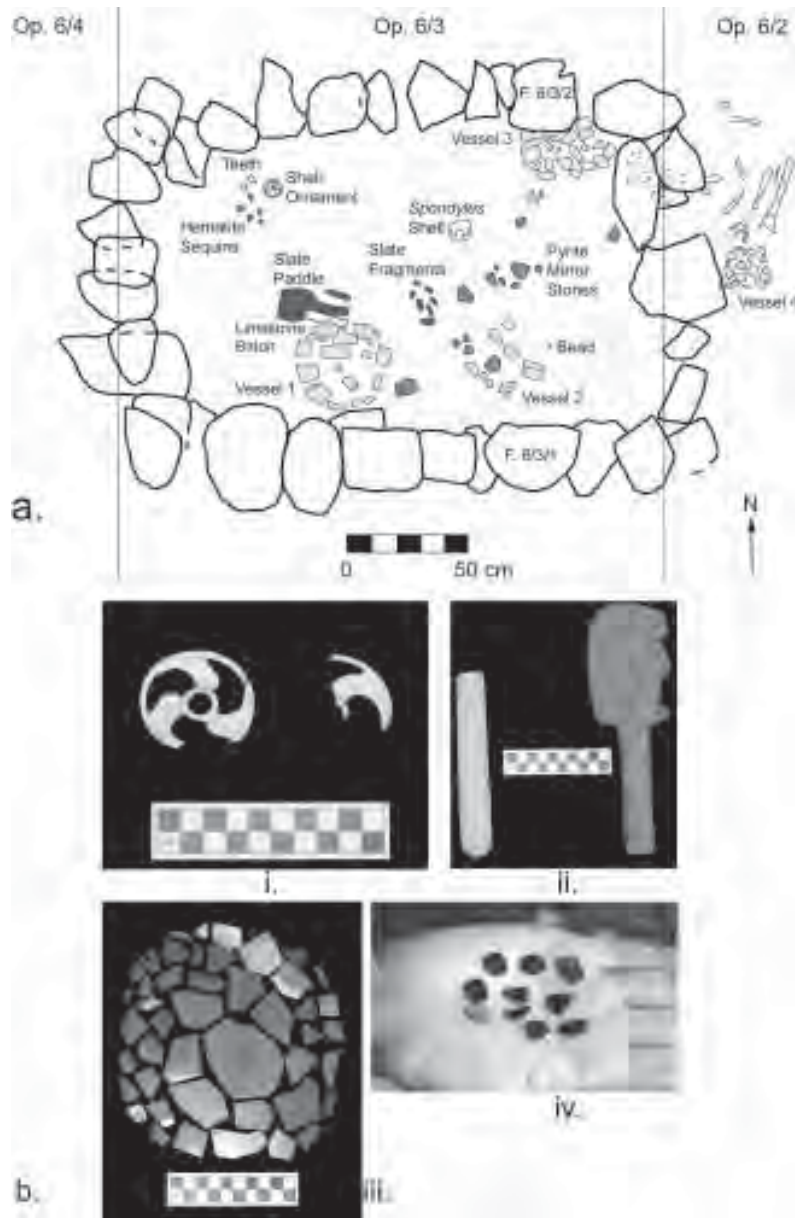 Op. 6/4
Op. 6/3
Op. 6/2
F. 6/3/2
Vessel 3
Teeth
Shell
Ornament
Hematite
Sequins
Spondylus
Shell
Slate
Fragments
Pyrite
Mirror
Stones
Slate
Paddle
Vessel 4
Limestone
Baton
Bead
Vessel 1
Vessel 2
F. 6/3/1
a.
N
0
50 cm
i.
ii.
iv.
b.
iii.